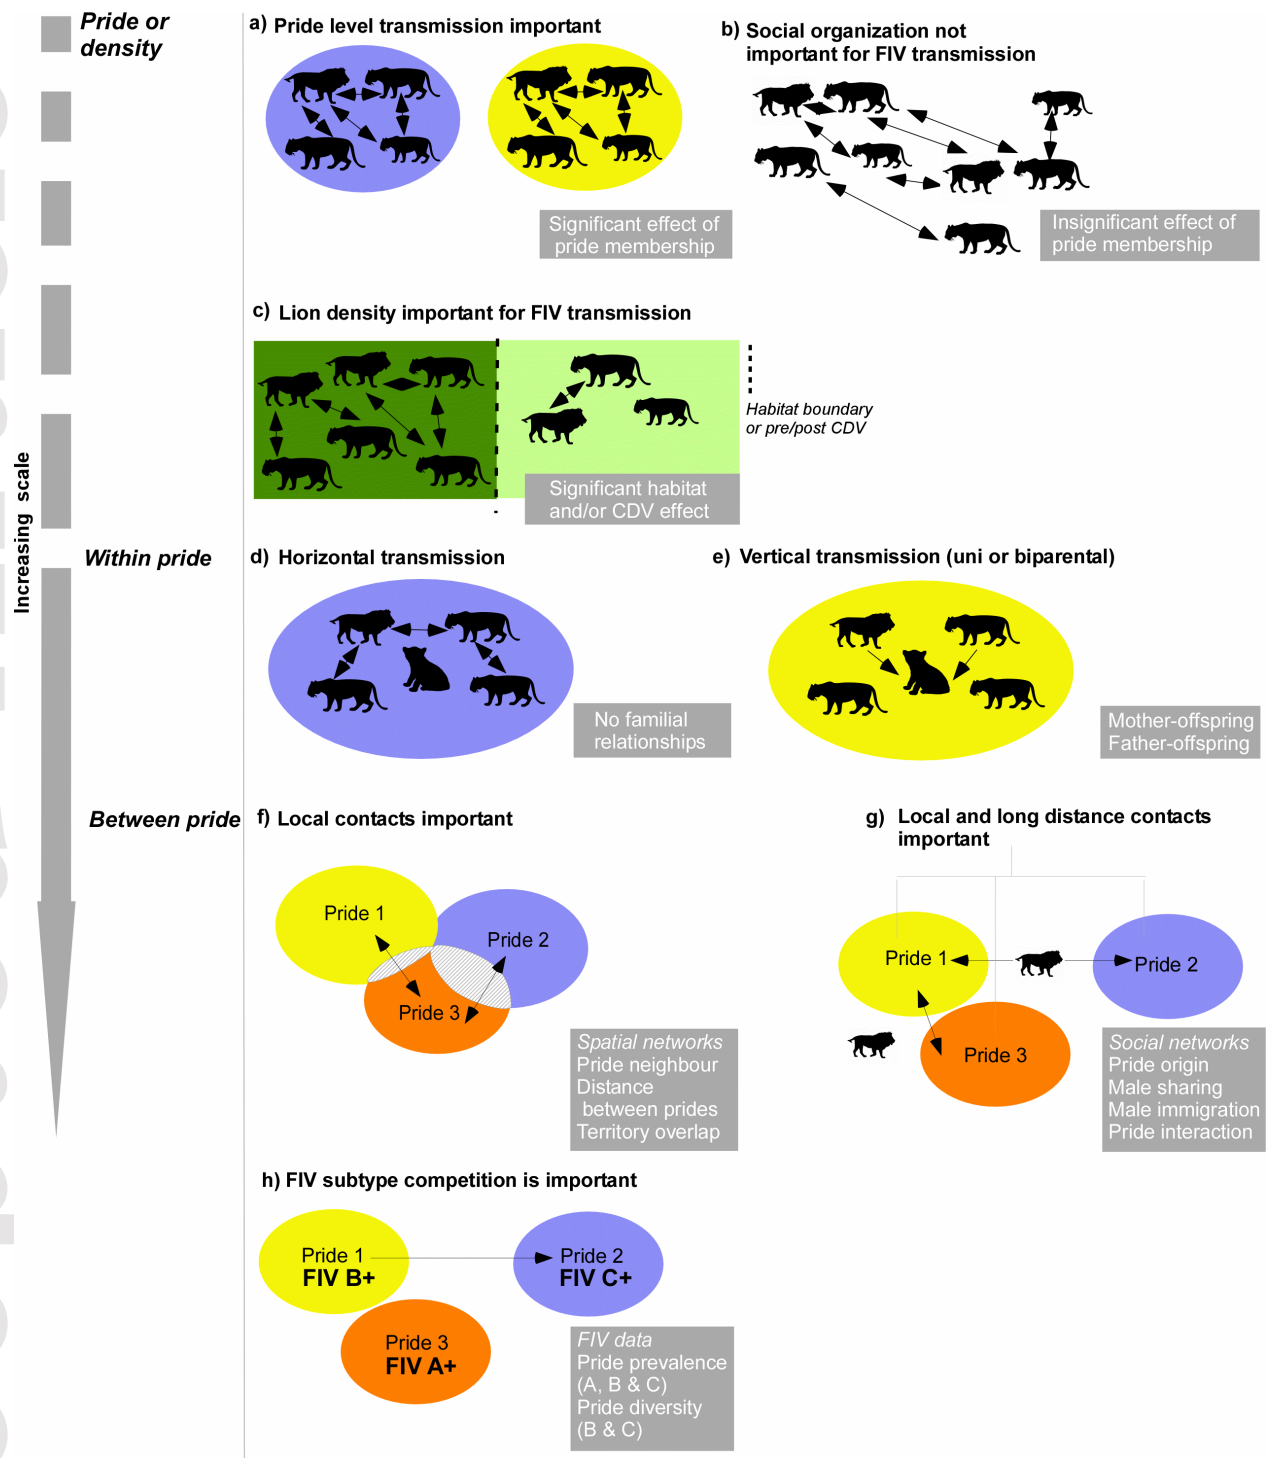 Pride or
density
a) Pride level transmission important
b) Social organization not
important for FIV transmission
Significant effect of
pride membership
Insignificant effect of
pride membership
c) Lion density important for FIV transmission
Habitat boundary
or pre/post CDV
Significant habitat
and/or CDV effect
Increasing scale
Within pride
d) Horizontal transmission
e) Vertical transmission (uni or biparental)
No familial
relationships
Mother-offspring
Father-offspring
Between pride
f) Local contacts important
g) Local and long distance contacts
important
Pride 1
Pride 2
Pride 3
Pride 1
Pride 2
Pride 3
Spatial networks
Pride neighbour
Distance
between prides
Territory overlap
Social networks
Pride origin
Male sharing
Male immigration
Pride interaction
h) FIV subtype competition is important
Pride 1
FIV B+
Pride 2
FIV C+
Pride 3
FIV A+
FIV data
Pride prevalence
(A, B & C)
Pride diversity
(B & C)